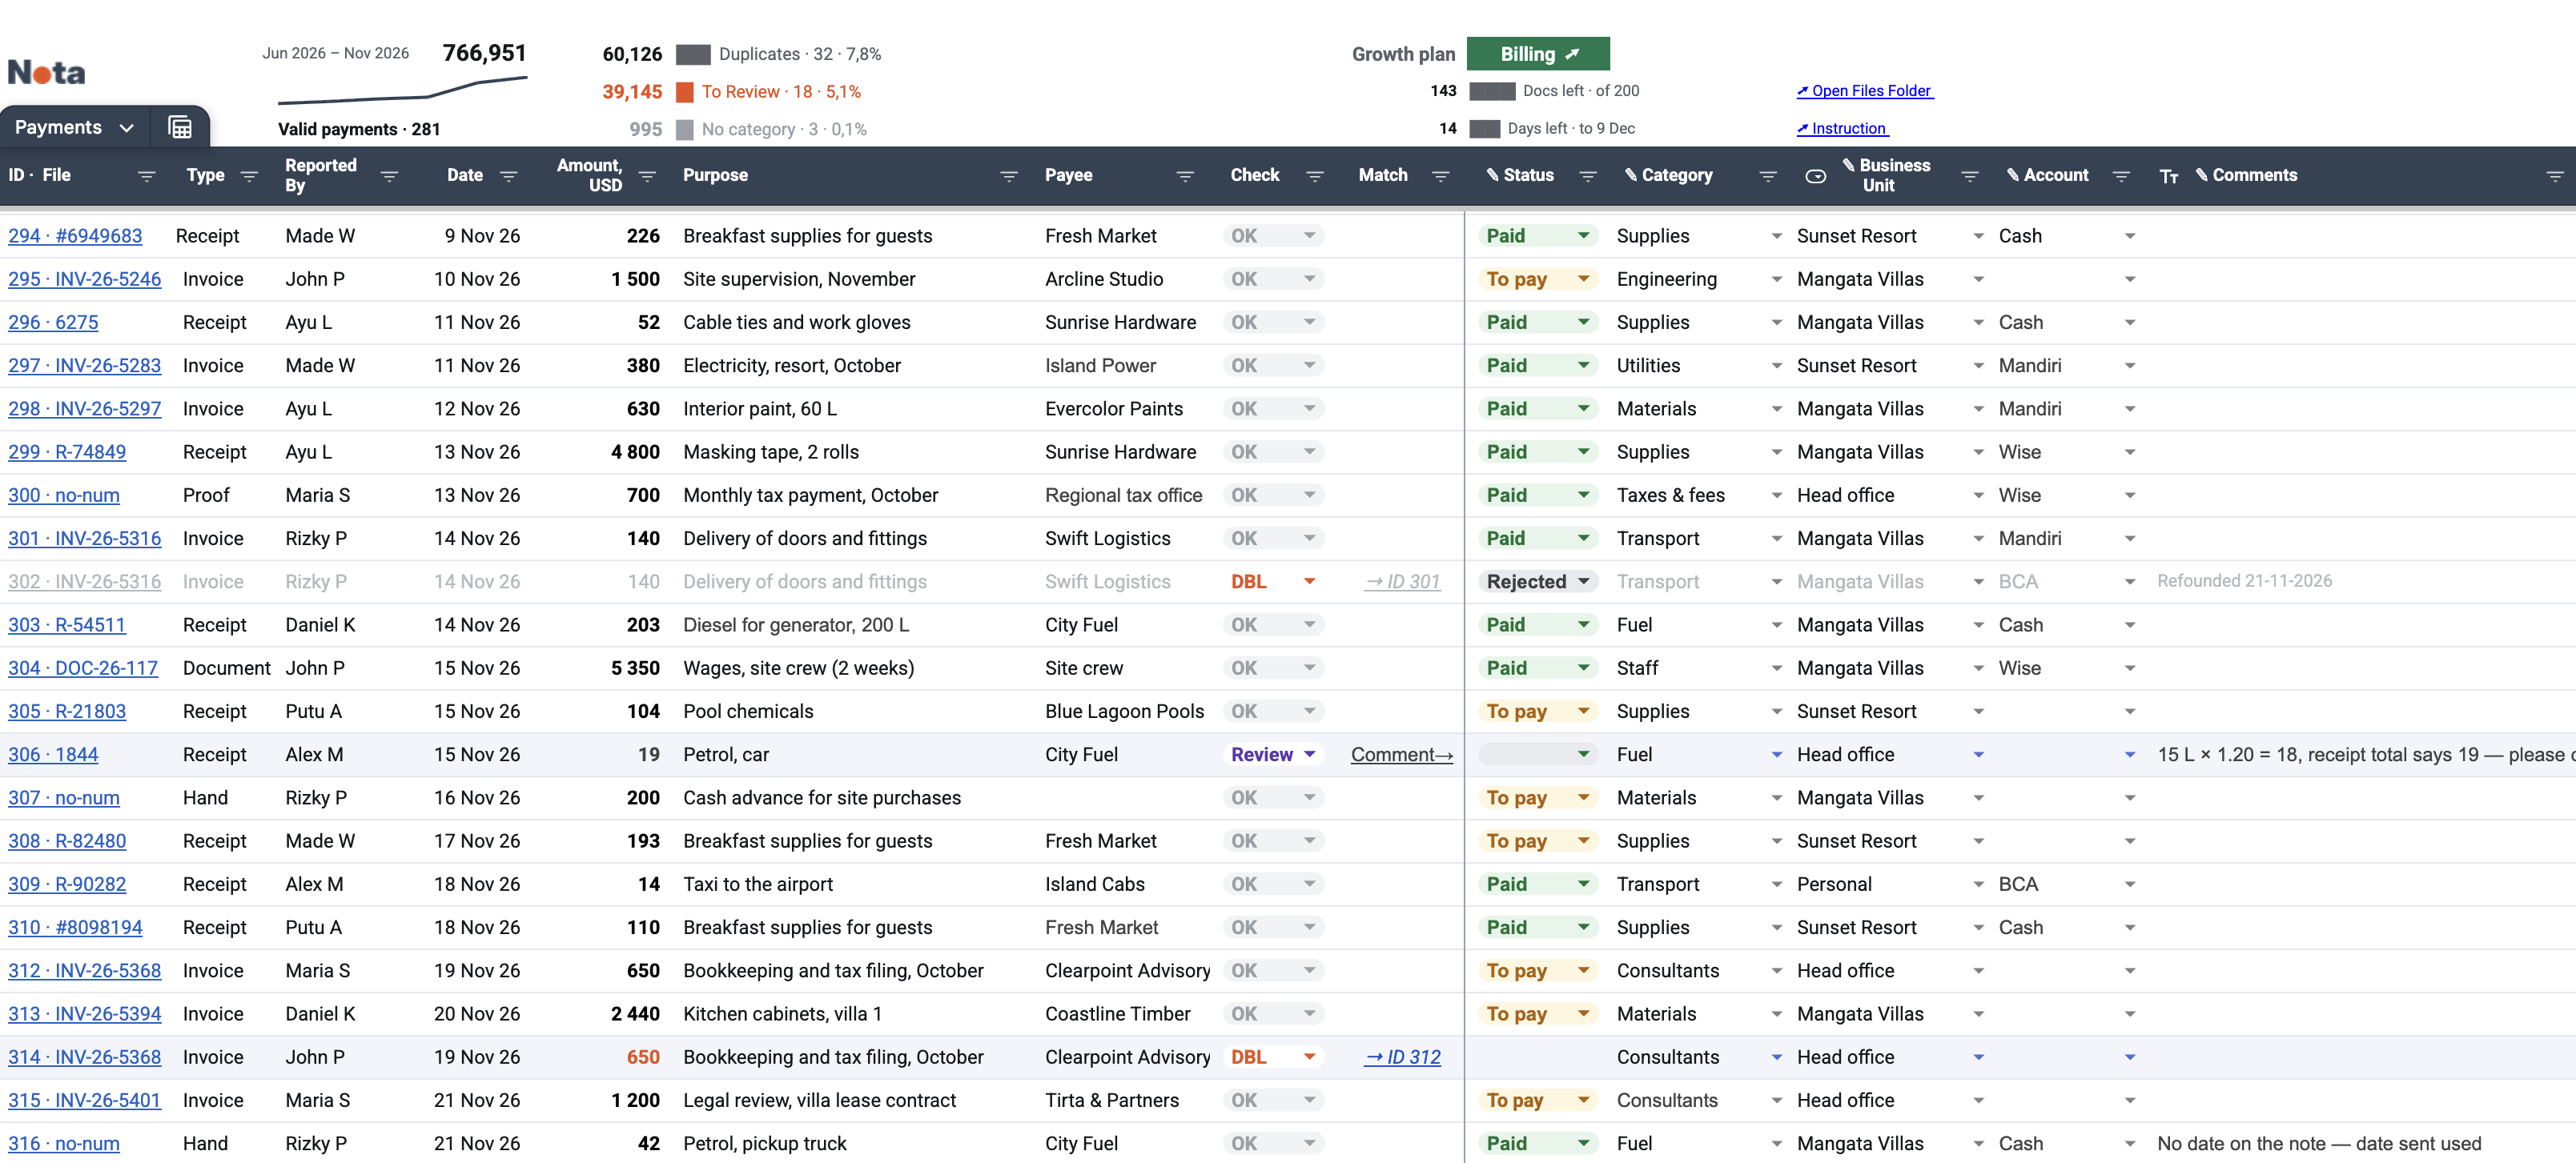 Nota
Jun 2026 – Nov 2026 766,951
Valid payments · 281
60,126 Duplicates · 32 · 7,8%
39,145 To Review · 18 · 5,1%
995 No category · 3 · 0,1%
Growth plan Billing ↗
143 Docs left · of 200
14 Days left · to 9 Dec
↗ Open Files Folder
↗ Instruction
Payments
ID · File Type Reported By Date Amount, USD Purpose Payee Check Match ✎ Status ✎ Category ✎ Business Unit ✎ Account Tт ✎ Comments
294 · #6949683 Receipt Made W 9 Nov 26 226 Breakfast supplies for guests Fresh Market OK Paid Supplies Sunset Resort Cash
295 · INV-26-5246 Invoice John P 10 Nov 26 1 500 Site supervision, November Arcline Studio OK To pay Engineering Mangata Villas
296 · 6275 Receipt Ayu L 11 Nov 26 52 Cable ties and work gloves Sunrise Hardware OK Paid Supplies Mangata Villas Cash
297 · INV-26-5283 Invoice Made W 11 Nov 26 380 Electricity, resort, October Island Power OK Paid Utilities Sunset Resort Mandiri
298 · INV-26-5297 Invoice Ayu L 12 Nov 26 630 Interior paint, 60 L Evercolor Paints OK Paid Materials Mangata Villas Mandiri
299 · R-74849 Receipt Ayu L 13 Nov 26 4 800 Masking tape, 2 rolls Sunrise Hardware OK Paid Supplies Mangata Villas Wise
300 · no-num Proof Maria S 13 Nov 26 700 Monthly tax payment, October Regional tax office OK Paid Taxes & fees Head office Wise
301 · INV-26-5316 Invoice Rizky P 14 Nov 26 140 Delivery of doors and fittings Swift Logistics OK Paid Transport Mangata Villas Mandiri
302 · INV-26-5316 Invoice Rizky P 14 Nov 26 140 Delivery of doors and fittings Swift Logistics DBL → ID 301 Rejected Transport Mangata Villas BCA Refounded 21-11-2026
303 · R-54511 Receipt Daniel K 14 Nov 26 203 Diesel for generator, 200 L City Fuel OK Paid Fuel Mangata Villas Cash
304 · DOC-26-117 Document John P 15 Nov 26 5 350 Wages, site crew (2 weeks) Site crew OK Paid Staff Mangata Villas Wise
305 · R-21803 Receipt Putu A 15 Nov 26 104 Pool chemicals Blue Lagoon Pools OK To pay Supplies Sunset Resort
306 · 1844 Receipt Alex M 15 Nov 26 19 Petrol, car City Fuel Review Comment→ Fuel Head office 15 L × 1.20 = 18, receipt total says 19 — please
307 · no-num Hand Rizky P 16 Nov 26 200 Cash advance for site purchases OK To pay Materials Mangata Villas
308 · R-82480 Receipt Made W 17 Nov 26 193 Breakfast supplies for guests Fresh Market OK To pay Supplies Sunset Resort
309 · R-90282 Receipt Alex M 18 Nov 26 14 Taxi to the airport Island Cabs OK Paid Transport Personal BCA
310 · #8098194 Receipt Putu A 18 Nov 26 110 Breakfast supplies for guests Fresh Market OK Paid Supplies Sunset Resort Cash
312 · INV-26-5368 Invoice Maria S 19 Nov 26 650 Bookkeeping and tax filing, October Clearpoint Advisory OK To pay Consultants Head office
313 · INV-26-5394 Invoice Daniel K 20 Nov 26 2 440 Kitchen cabinets, villa 1 Coastline Timber OK To pay Materials Mangata Villas
314 · INV-26-5368 Invoice John P 19 Nov 26 650 Bookkeeping and tax filing, October Clearpoint Advisory DBL → ID 312 Consultants Head office
315 · INV-26-5401 Invoice Maria S 21 Nov 26 1 200 Legal review, villa lease contract Tirta & Partners OK To pay Consultants Head office
316 · no-num Hand Rizky P 21 Nov 26 42 Petrol, pickup truck City Fuel OK Paid Fuel Mangata Villas Cash No date on the note — date sent used